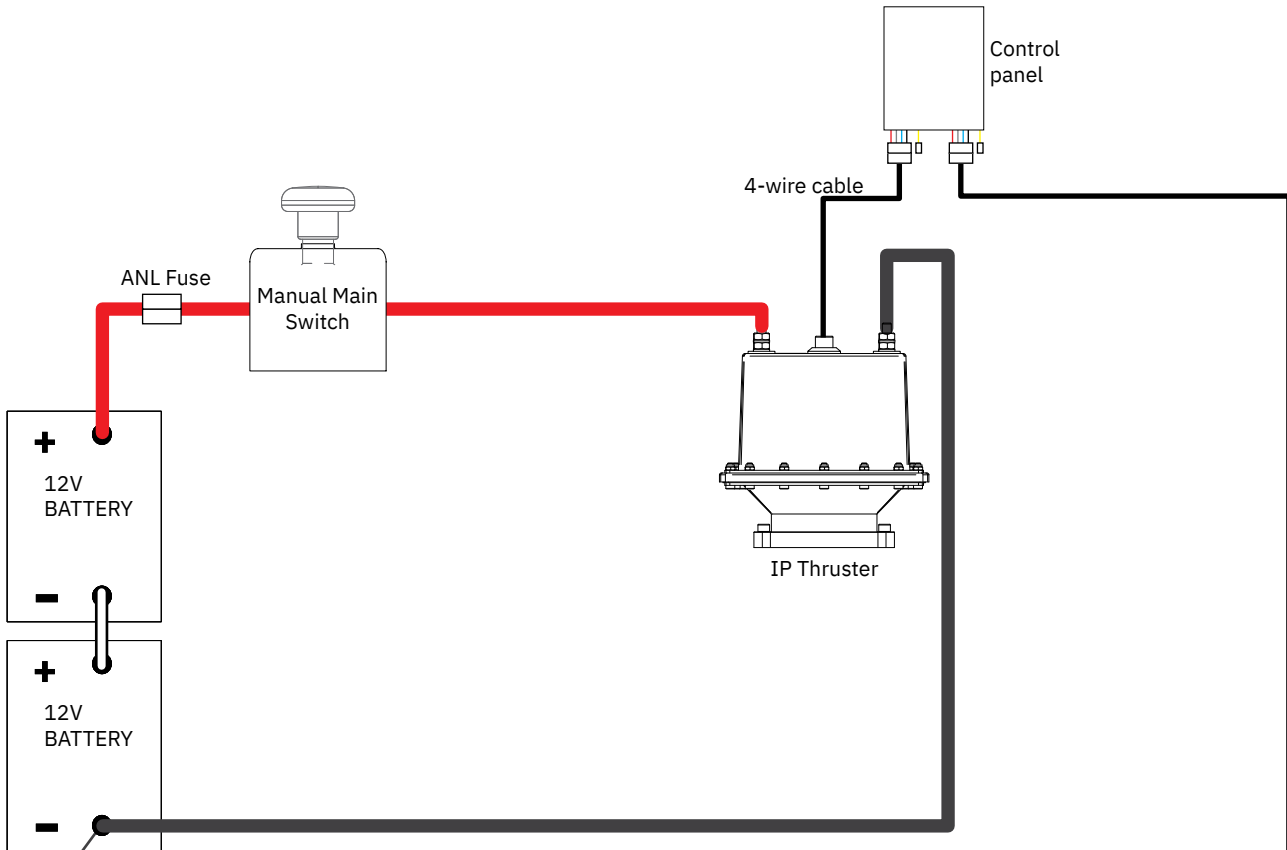 Control
panel
4-wire cable
ANL Fuse
Manual Main
Switch
+
12V
BATTERY
-
IP Thruster
+
12V
BATTERY
-